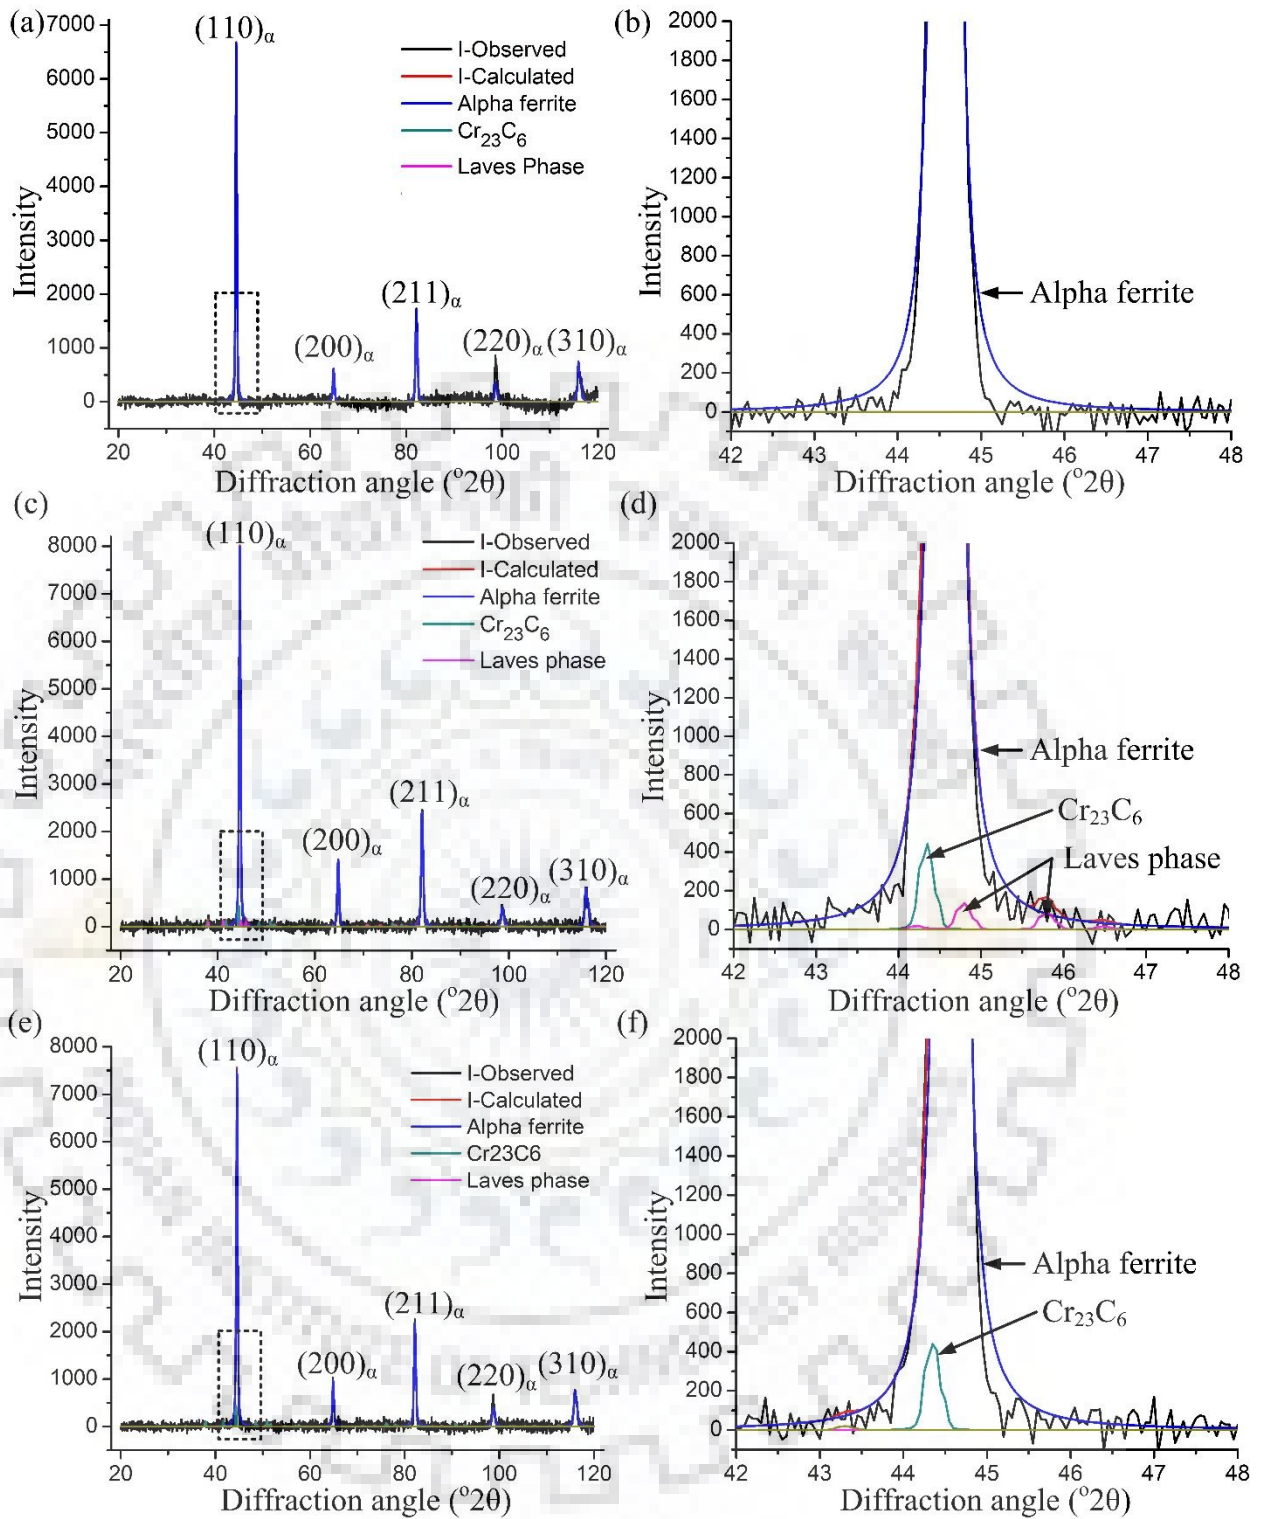 (a)
7000
6000
5000
4000
3000
2000
1000
0
Intensity
(110)α
(200)α
(211)α
(220)α
(310)α
I-Observed
I-Calculated
Alpha ferrite
Cr23C6
Laves Phase
20 40 60 80 100 120
Diffraction angle (°2θ)
(b)
2000
1800
1600
1400
1200
1000
800
600
400
200
0
Intensity
Alpha ferrite
42 43 44 45 46 47 48
Diffraction angle (°2θ)
(c)
8000
7000
6000
5000
4000
3000
2000
1000
0
Intensity
(110)α
(200)α
(211)α
(220)α
(310)α
I-Observed
I-Calculated
Alpha ferrite
Cr23C6
Laves phase
20 40 60 80 100 120
Diffraction angle (°2θ)
(d)
2000
1800
1600
1400
1200
1000
800
600
400
200
0
Intensity
Alpha ferrite
Cr23C6
Laves phase
42 43 44 45 46 47 48
Diffraction angle (°2θ)
(e)
8000
7000
6000
5000
4000
3000
2000
1000
0
Intensity
(110)α
(200)α
(211)α
(220)α
(310)α
I-Observed
I-Calculated
Alpha ferrite
Cr23C6
Laves phase
20 40 60 80 100 120
Diffraction angle (°2θ)
(f)
2000
1800
1600
1400
1200
1000
800
600
400
200
0
Intensity
Alpha ferrite
Cr23C6
42 43 44 45 46 47 48
Diffraction angle (°2θ)